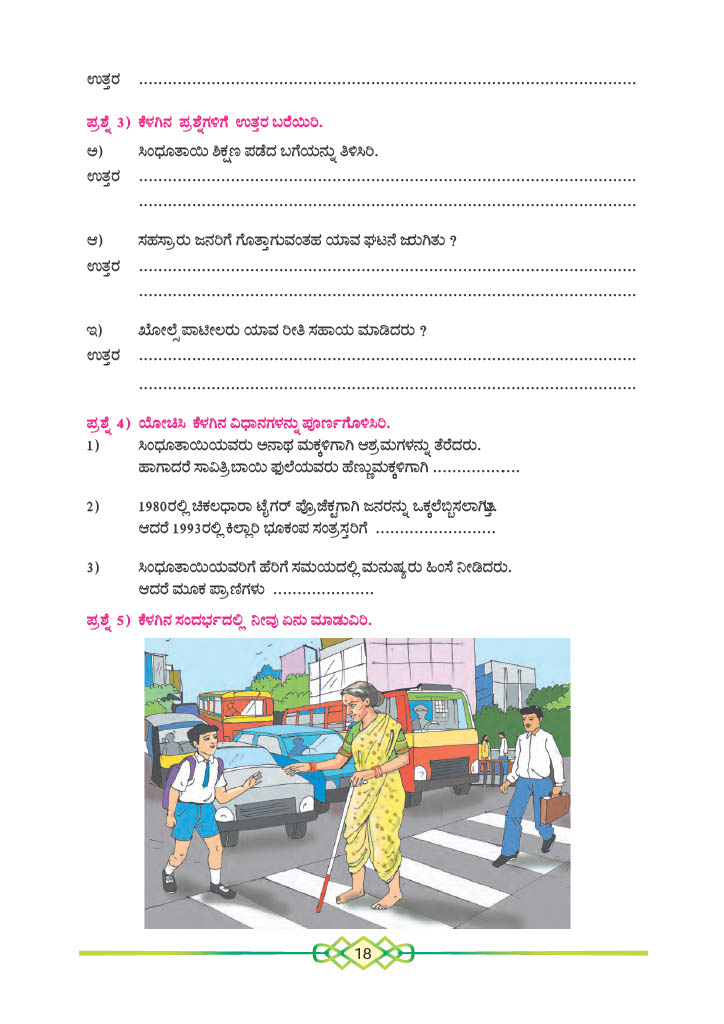 ಉತ್ತರ ........................................................................................................
ಪ್ರಶ್ನೆ 3) ಕೆಳಗಿನ ಪ್ರಶ್ನೆಗಳಿಗೆ ಉತ್ತರ ಬರೆಯಿರಿ.
ಅ) ಸಿಂಧೂತಾಯಿ ಶಿಕ್ಷಣ ಪಡೆದ ಬಗೆಯನ್ನು ತಿಳಿಸಿರಿ.
ಉತ್ತರ ........................................................................................................
........................................................................................................
ಆ) ಸಹಸ್ರಾರು ಜನರಿಗೆ ಗೊತ್ತಾಗುವಂತಹ ಯಾವ ಘಟನೆ ಜರುಗಿತು ?
ಉತ್ತರ ........................................................................................................
........................................................................................................
ಇ) ಖೋಲ್ಸೆ ಪಾಟೀಲರು ಯಾವ ರೀತಿ ಸಹಾಯ ಮಾಡಿದರು ?
ಉತ್ತರ ........................................................................................................
........................................................................................................
ಪ್ರಶ್ನೆ 4) ಯೋಚಿಸಿ ಕೆಳಗಿನ ವಿಧಾನಗಳನ್ನು ಪೂರ್ಣಗೊಳಿಸಿರಿ.
1) ಸಿಂಧೂತಾಯಿಯವರು ಅನಾಥ ಮಕ್ಕಳಿಗಾಗಿ ಆಶ್ರಮಗಳನ್ನು ತೆರೆದರು.
ಹಾಗಾದರೆ ಸಾವಿತ್ರಿಬಾಯಿ ಫುಲೆಯವರು ಹೆಣ್ಣುಮಕ್ಕಳಿಗಾಗಿ ..................
2) 1980ರಲ್ಲಿ ಚಿಕಲಧಾರಾ ಟೈಗರ್ ಪ್ರೊಜೆಕ್ಟಗಾಗಿ ಜನರನ್ನು ಒಕ್ಕಲೆಬ್ಬಿಸಲಾಗಿತ್ತು.
ಆದರೆ 1993ರಲ್ಲಿ ಕಿಲ್ಲಾರಿ ಭೂಕಂಪ ಸಂತ್ರಸ್ತರಿಗೆ .........................
3) ಸಿಂಧೂತಾಯಿಯವರಿಗೆ ಹೆರಿಗೆ ಸಮಯದಲ್ಲಿ ಮನುಷ್ಯರು ಹಿಂಸೆ ನೀಡಿದರು.
ಆದರೆ ಮೂಕ ಪ್ರಾಣಿಗಳು .....................
ಪ್ರಶ್ನೆ 5) ಕೆಳಗಿನ ಸಂದರ್ಭದಲ್ಲಿ ನೀವು ಏನು ಮಾಡುವಿರಿ.
18